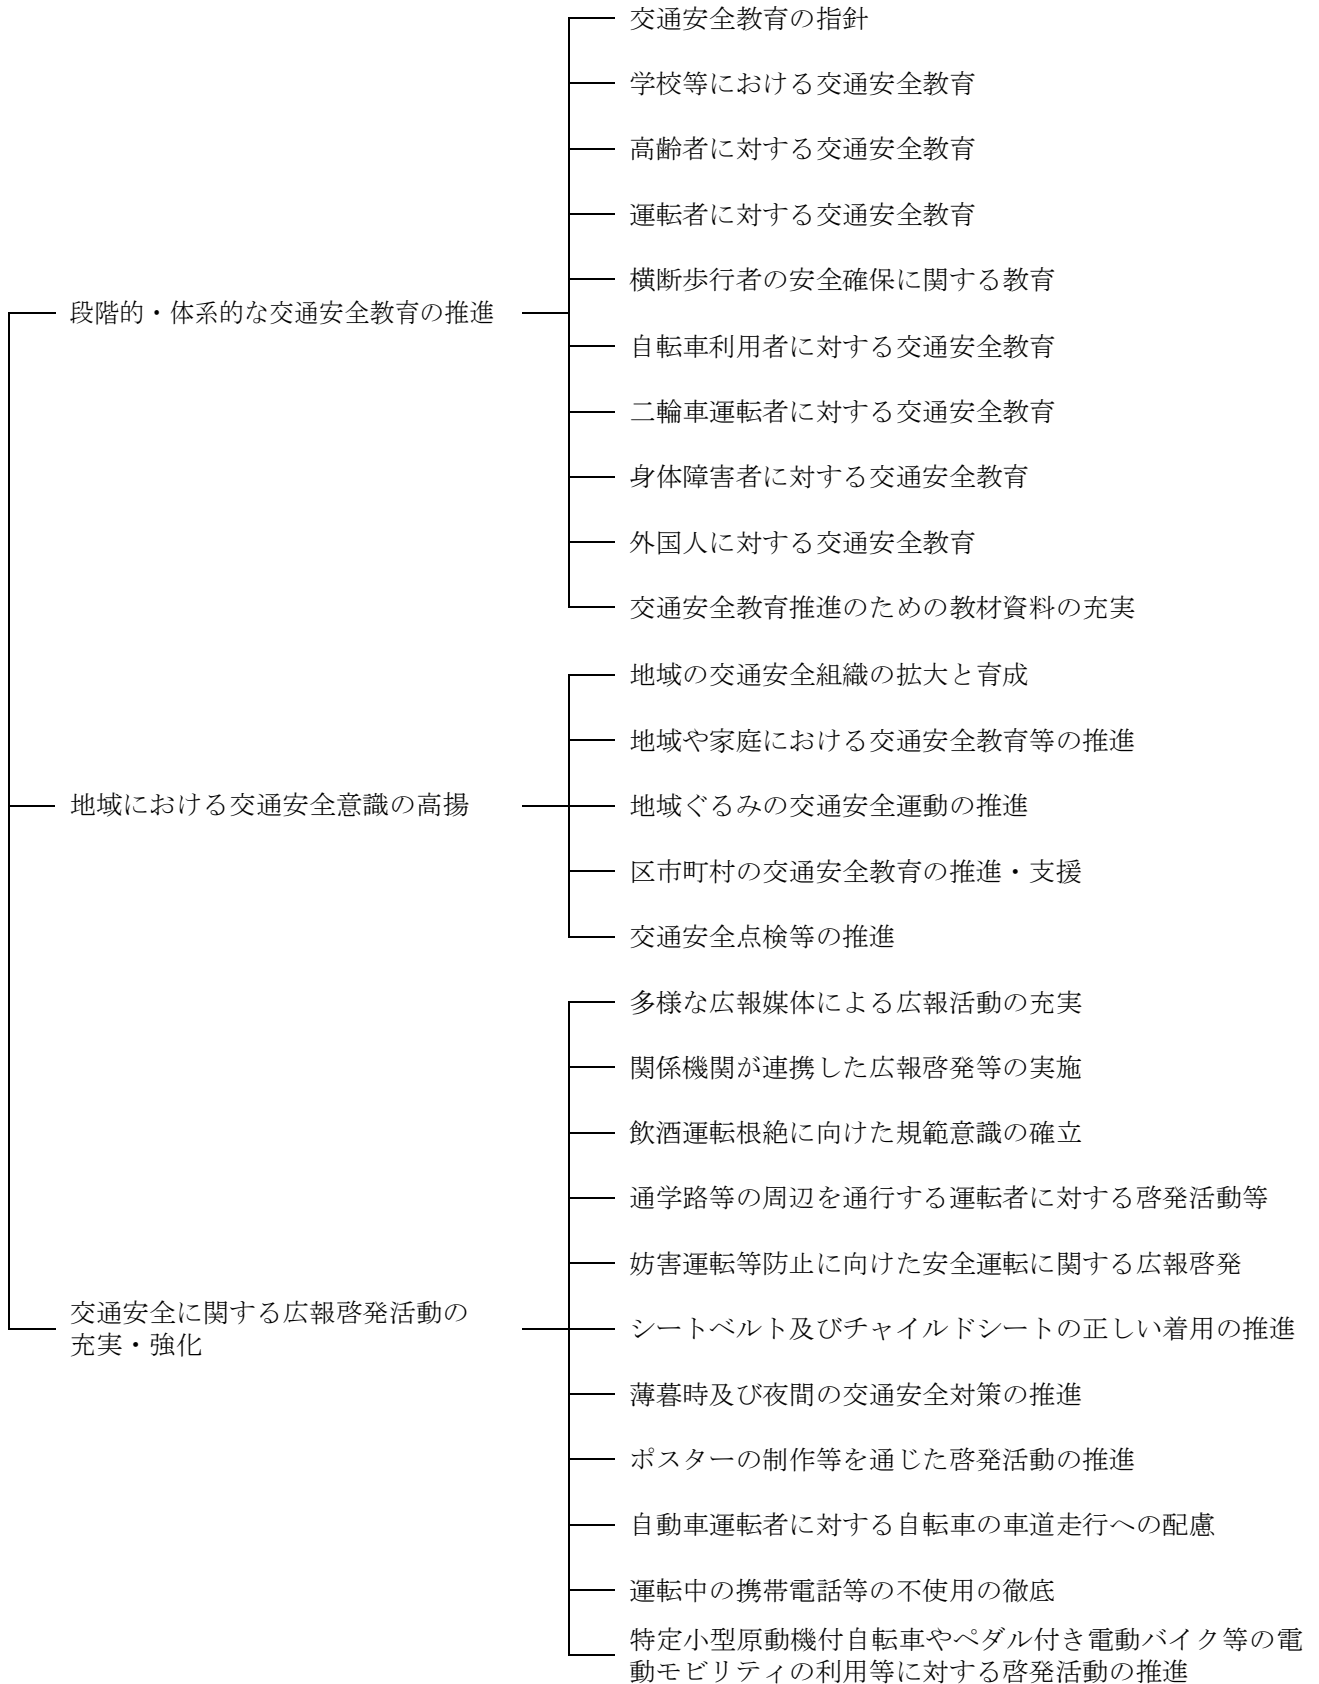 段階的・体系的な交通安全教育の推進
交通安全教育の指針
学校等における交通安全教育
高齢者に対する交通安全教育
運転者に対する交通安全教育
横断歩行者の安全確保に関する教育
自転車利用者に対する交通安全教育
二輪車運転者に対する交通安全教育
身体障害者に対する交通安全教育
外国人に対する交通安全教育
交通安全教育推進のための教材資料の充実
地域における交通安全意識の高揚
地域の交通安全組織の拡大と育成
地域や家庭における交通安全教育等の推進
地域ぐるみの交通安全運動の推進
区市町村の交通安全教育の推進・支援
交通安全点検等の推進
交通安全に関する広報啓発活動の
充実・強化
多様な広報媒体による広報活動の充実
関係機関が連携した広報啓発等の実施
飲酒運転根絶に向けた規範意識の確立
通学路等の周辺を通行する運転者に対する啓発活動等
妨害運転等防止に向けた安全運転に関する広報啓発
シートベルト及びチャイルドシートの正しい着用の推進
薄暮時及び夜間の交通安全対策の推進
ポスターの制作等を通じた啓発活動の推進
自動車運転者に対する自転車の車道走行への配慮
運転中の携帯電話等の不使用の徹底
特定小型原動機付自転車やペダル付き電動バイク等の電
動モビリティの利用等に対する啓発活動の推進